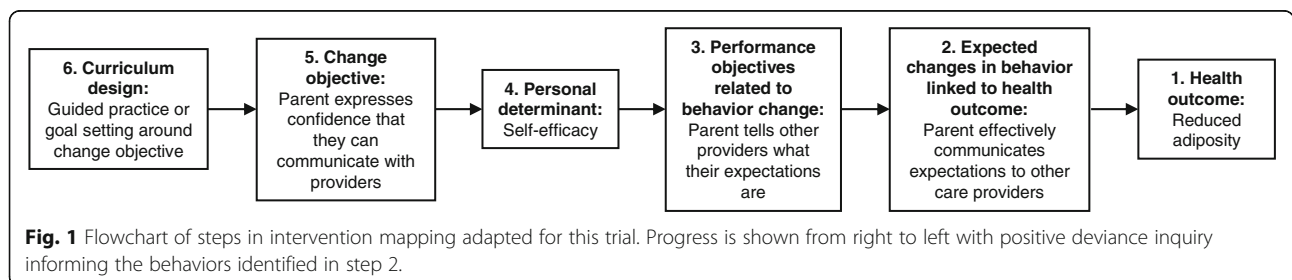 6. Curriculum
design:
Guided practice or
goal setting around
change objective
5. Change
objective:
Parent expresses
confidence that
they can
communicate with
providers
4. Personal
determinant:
Self-efficacy
3. Performance
objectives
related to
behavior change:
Parent tells other
providers what
their expectations
are
2. Expected
changes in behavior
linked to health
outcome:
Parent effectively
communicates
expectations to other
care providers
1. Health
outcome:
Reduced
adiposity
Fig. 1 Flowchart of steps in intervention mapping adapted for this trial. Progress is shown from right to left with positive deviance inquiry
informing the behaviors identified in step 2.